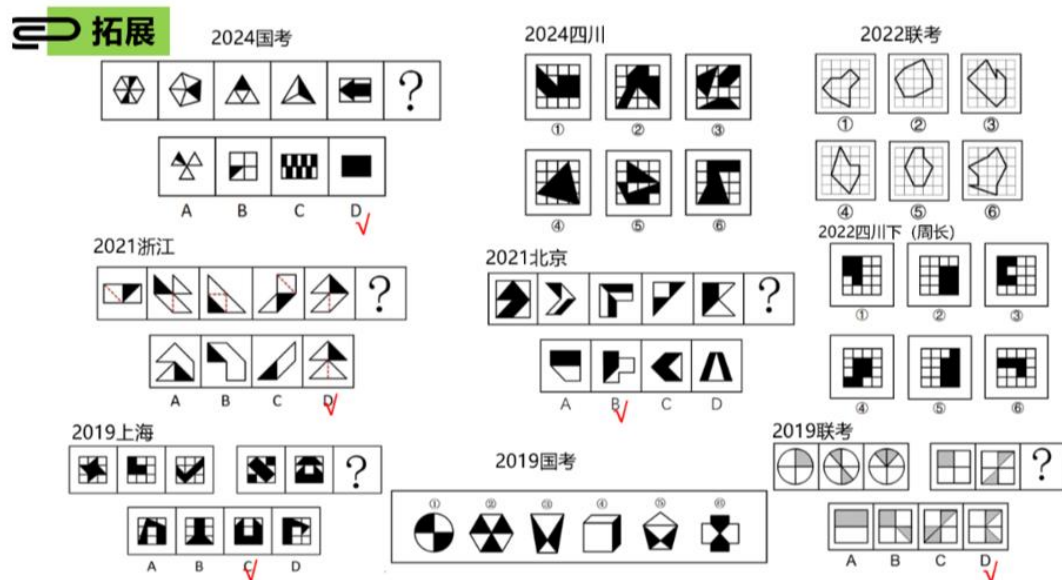 拓展
2024国考
?
A B C D
2024四川
① ② ③
④ ⑤ ⑥
2022联考
① ② ③
④ ⑤ ⑥
2021浙江
?
A B C D
2021北京
?
A B C D
2022四川下（周长）
① ② ③
④ ⑤ ⑥
2019上海
?
A B C D
2019国考
① ② ③ ④ ⑤ ⑥
2019联考
?
A B C D